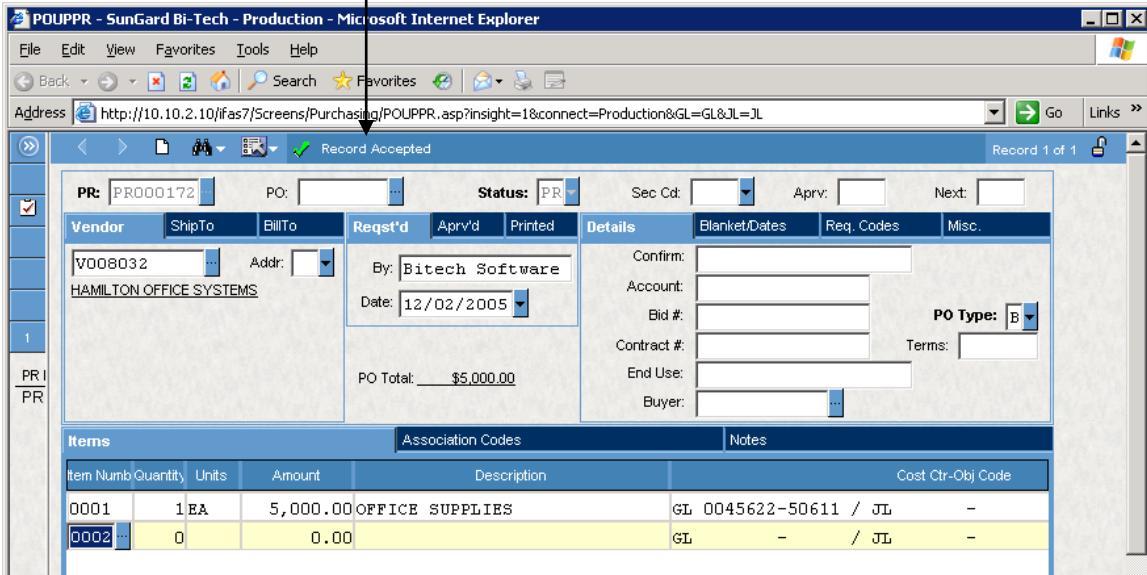 POUPPR - SunGard Bi-Tech - Production - Microsoft Internet Explorer
File Edit View Favorites Tools Help
Back Search Favorites
Address http://10.10.2.10/ifas7/Screens/Purchasing/POUPPR.asp?insight=1&connect=Production&GL=GL&JL=JL Go Links »
Record Accepted Record 1 of 1
PR: PR000172 PO: Status: PR Sec Cd: Aprv: Next:
Vendor ShipTo BillTo Reqst'd Aprv'd Printed Details Blanket/Dates Req. Codes Misc.
V008032 Addr: By: Bitech Software Confirm:
HAMILTON OFFICE SYSTEMS Date: 12/02/2005 Account:
Bid #: PO Type: B
1 Contract #: Terms:
PR I PO Total: $5,000.00 End Use:
PR Buyer:
Items Association Codes Notes
Item Numb Quantity Units Amount Description Cost Ctr-Obj Code
0001 1 EA 5,000.00 OFFICE SUPPLIES GL 0045622-50611 / JL -
0002 0 0.00 GL - / JL -